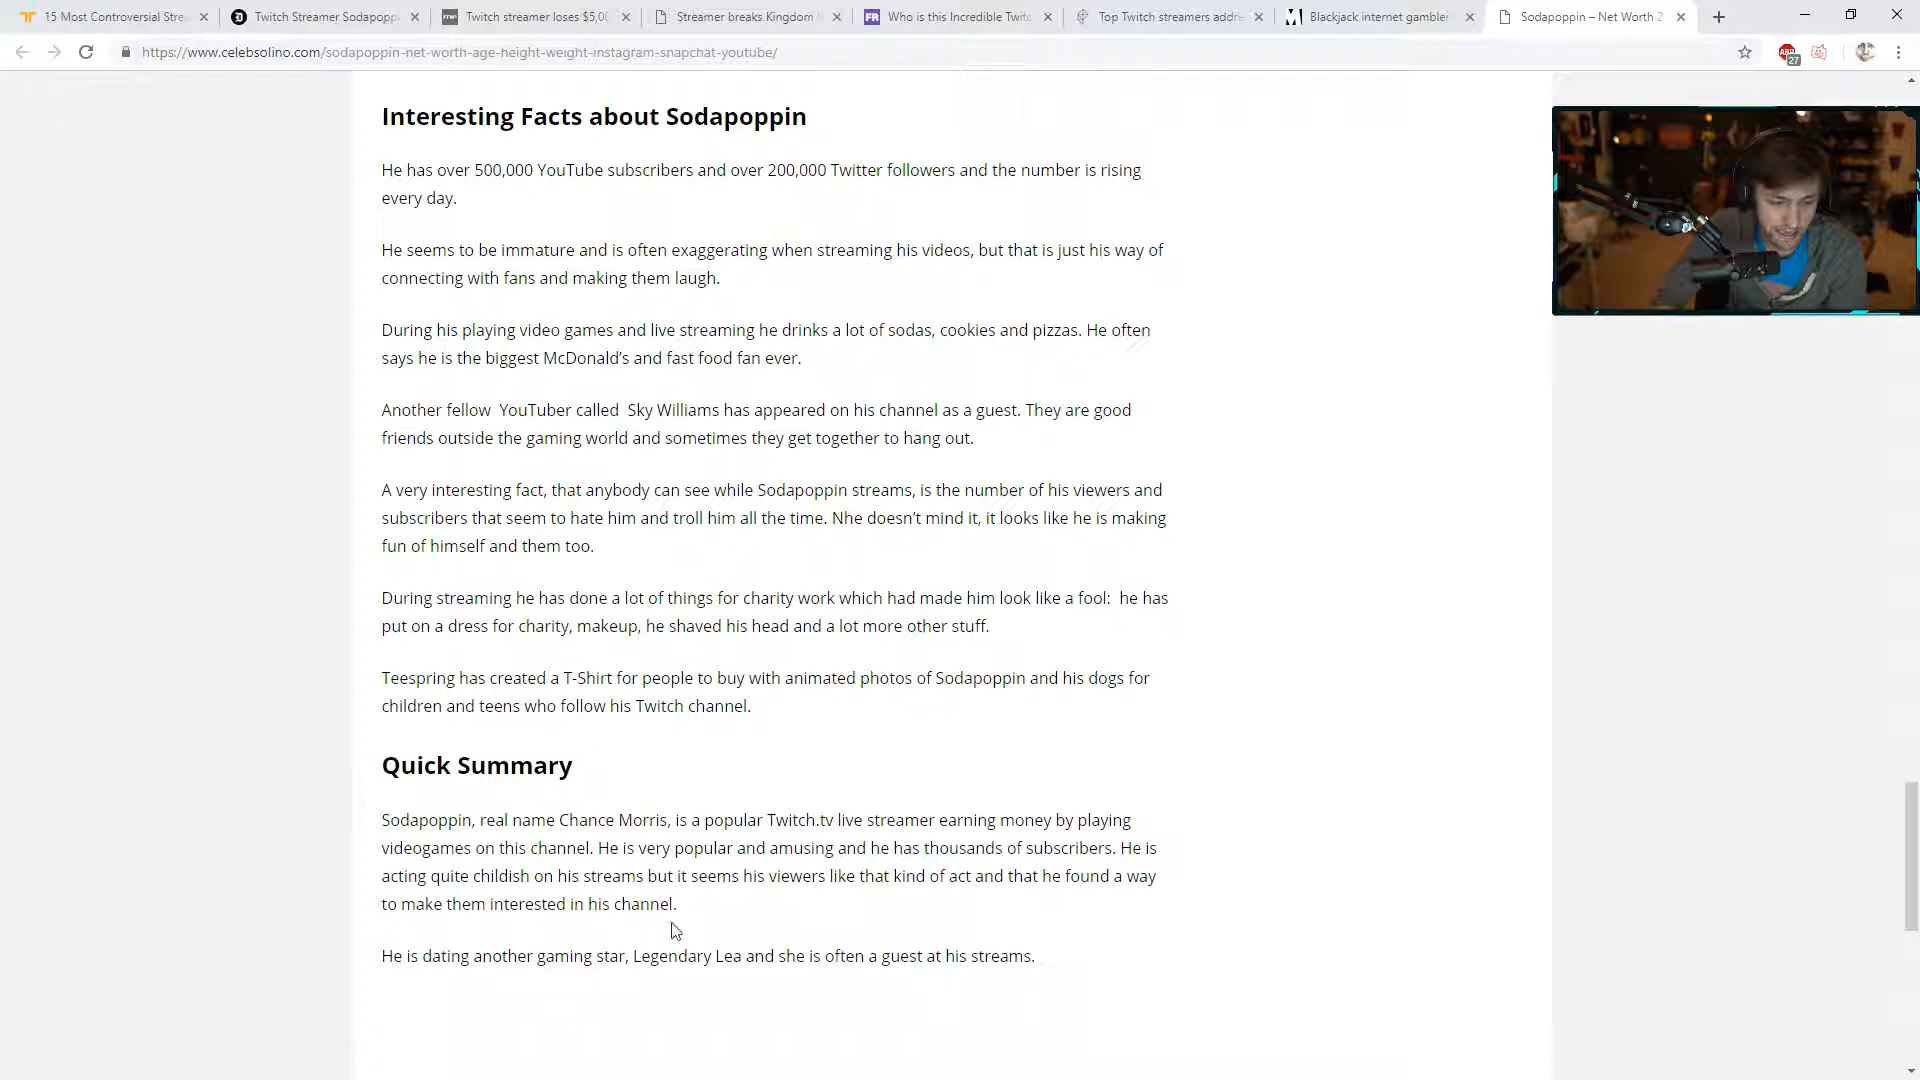 15 Most Controversial Stre
Twitch Streamer Sodapopp
Twitch streamer loses $5,0
Streamer breaks Kingdom
Who is this Incredible Twitc
Top Twitch streamers addre
Blackjack internet gambler
Sodapoppin – Net Worth 2
https://www.celebsolino.com/sodapoppin-net-worth-age-height-weight-instagram-snapchat-youtube/
ABP
27
Interesting Facts about Sodapoppin
He has over 500,000 YouTube subscribers and over 200,000 Twitter followers and the number is rising
every day.
He seems to be immature and is often exaggerating when streaming his videos, but that is just his way of
connecting with fans and making them laugh.
During his playing video games and live streaming he drinks a lot of sodas, cookies and pizzas. He often
says he is the biggest McDonald’s and fast food fan ever.
Another fellow  YouTuber called  Sky Williams has appeared on his channel as a guest. They are good
friends outside the gaming world and sometimes they get together to hang out.
A very interesting fact, that anybody can see while Sodapoppin streams, is the number of his viewers and
subscribers that seem to hate him and troll him all the time. Nhe doesn’t mind it, it looks like he is making
fun of himself and them too.
During streaming he has done a lot of things for charity work which had made him look like a fool:  he has
put on a dress for charity, makeup, he shaved his head and a lot more other stuff.
Teespring has created a T-Shirt for people to buy with animated photos of Sodapoppin and his dogs for
children and teens who follow his Twitch channel.
Quick Summary
Sodapoppin, real name Chance Morris, is a popular Twitch.tv live streamer earning money by playing
videogames on this channel. He is very popular and amusing and he has thousands of subscribers. He is
acting quite childish on his streams but it seems his viewers like that kind of act and that he found a way
to make them interested in his channel.
He is dating another gaming star, Legendary Lea and she is often a guest at his streams.